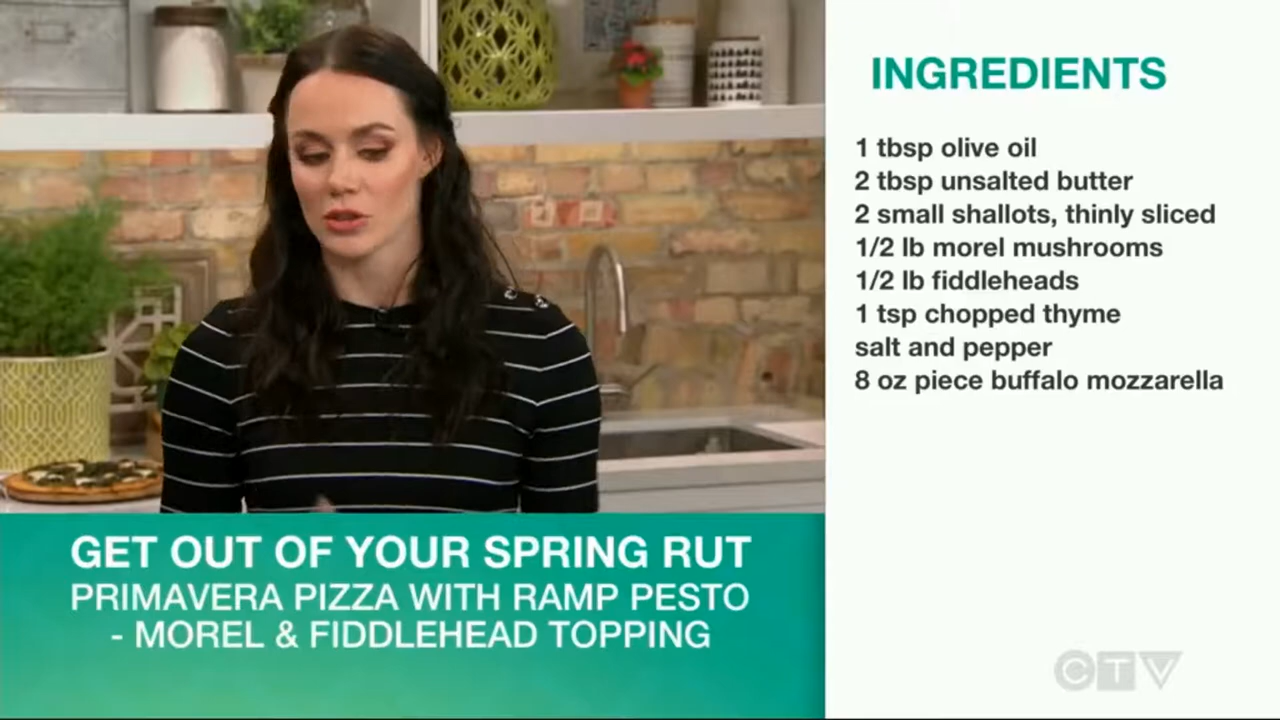 INGREDIENTS
1 tbsp olive oil
2 tbsp unsalted butter
2 small shallots, thinly sliced
1/2 lb morel mushrooms
1/2 lb fiddleheads
1 tsp chopped thyme
salt and pepper
8 oz piece buffalo mozzarella
GET OUT OF YOUR SPRING RUT
PRIMAVERA PIZZA WITH RAMP PESTO
- MOREL & FIDDLEHEAD TOPPING
CTV